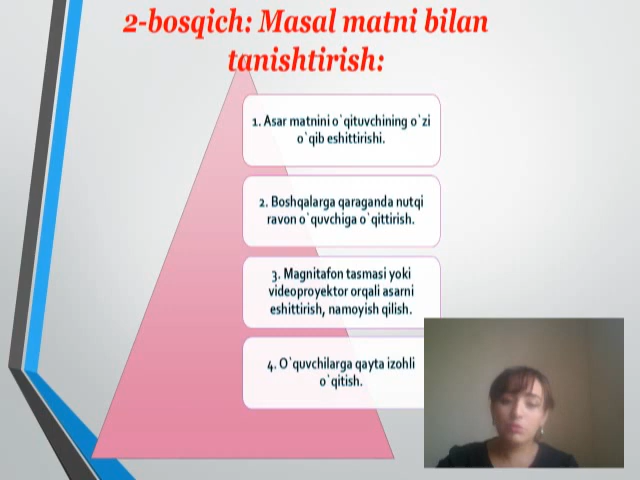 2-bosqich: Masal matni bilan
tanishtirish:
1. Asar matnini o`qituvchining o`zi
o`qib eshittirishi.
2. Boshqalarga qaraganda nutqi
ravon o`quvchiga o`qittirish.
3. Magnitafon tasmasi yoki
videoproyektor orqali asarni
eshittirish, namoyish qilish.
4. O`quvchilarga qayta izohli
o`qitish.